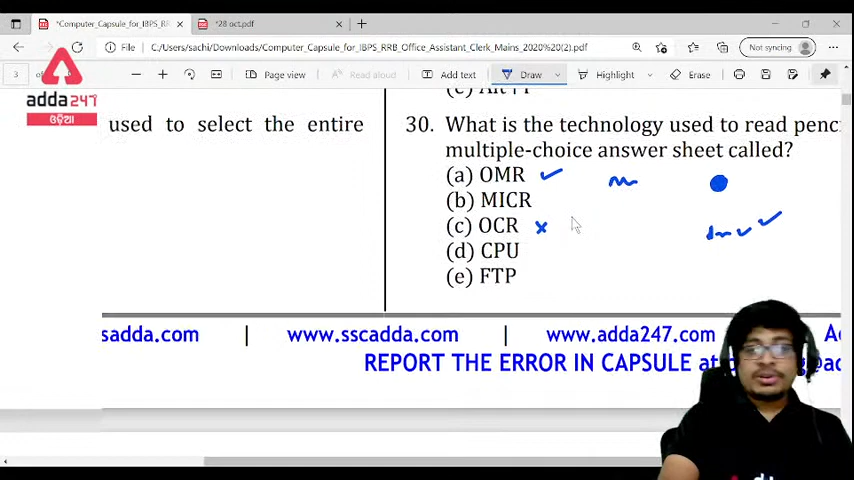 *Computer_Capsule_for_IBPS_RR
*28 oct.pdf
File
C:/Users/sachi/Downloads/Computer_Capsule_for_IBPS_RRB_Office_Assistant_Clerk_Mains_2020%20(2).pdf
Not syncing
3
Page view
Read aloud
Add text
Draw
Highlight
Erase
adda247
ଓଡ଼ିଆ
used to select the entire
30. What is the technology used to read penc
multiple-choice answer sheet called?
(a) OMR
(b) MICR
(c) OCR
(d) CPU
(e) FTP
sadda.com | www.sscadda.com | www.adda247.com
REPORT THE ERROR IN CAPSULE at